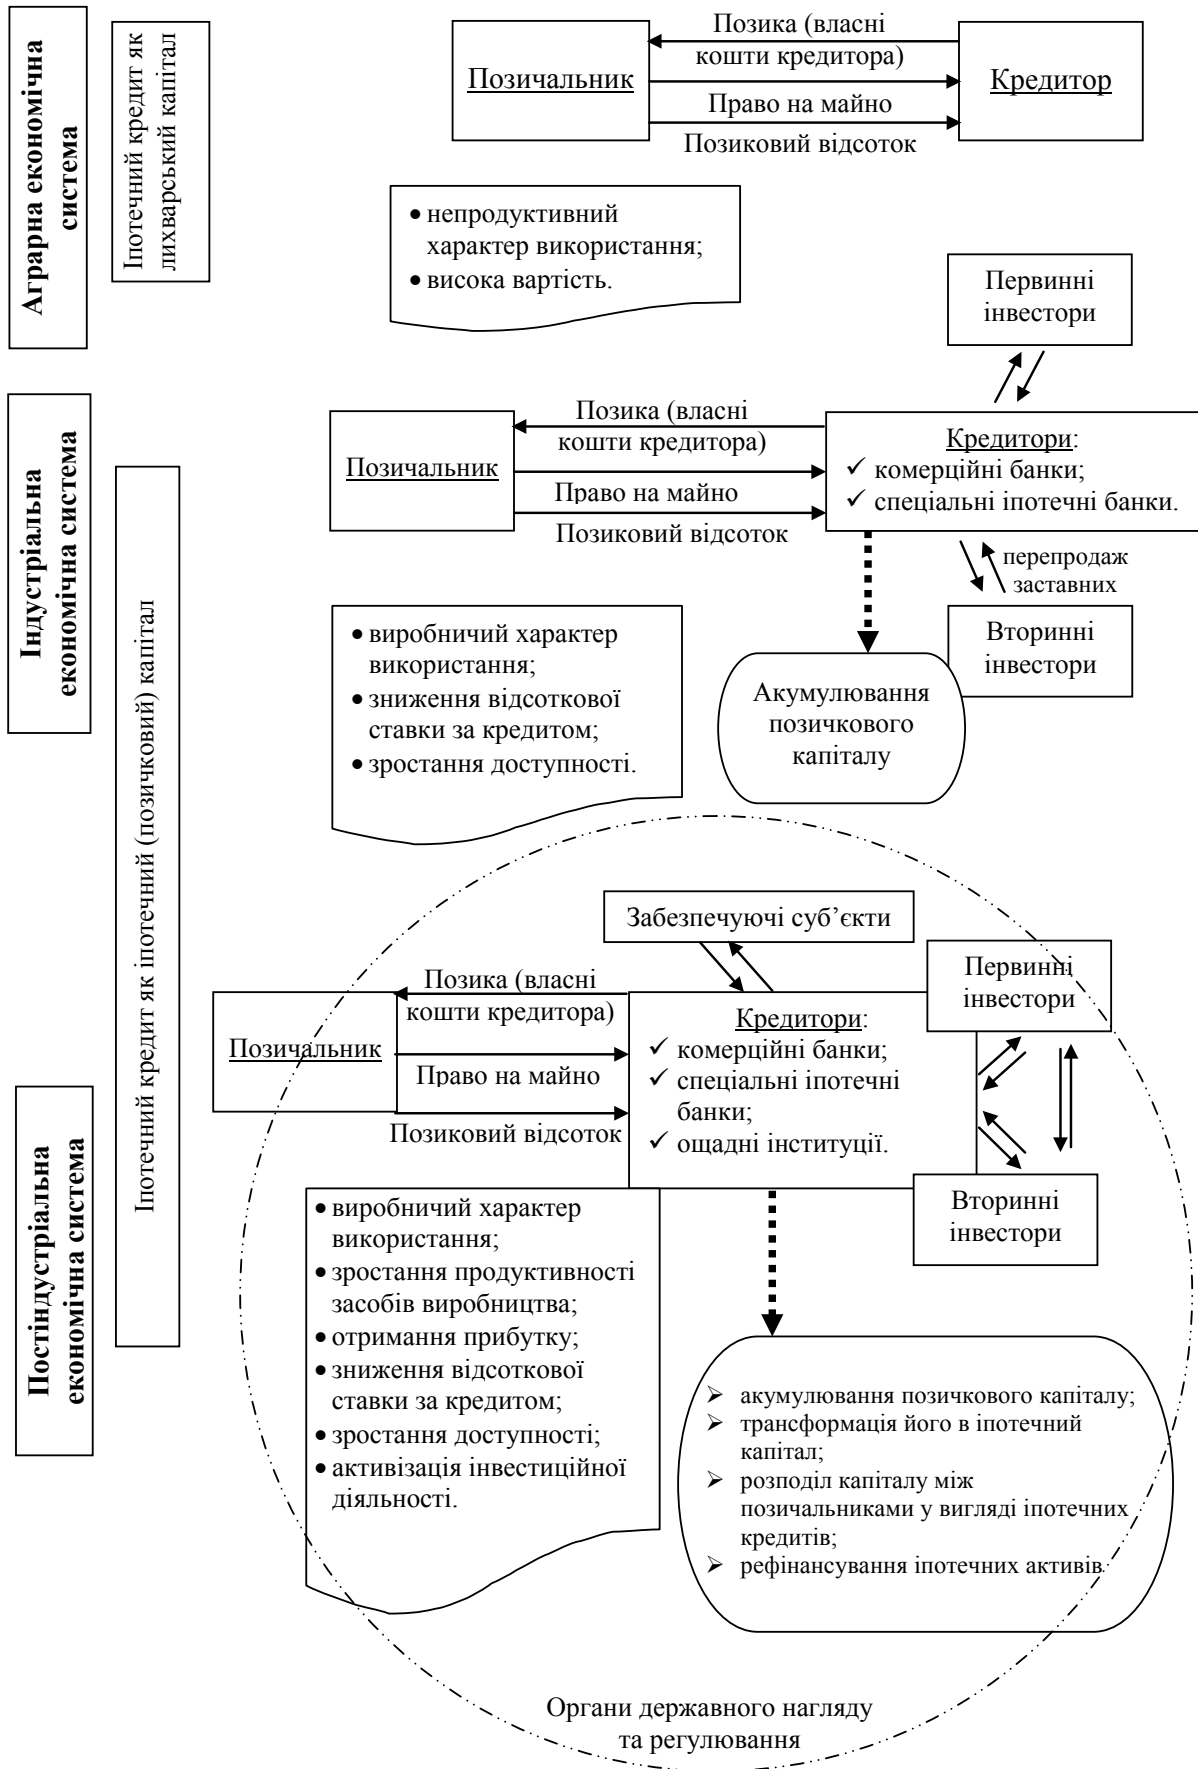 Аграрна економічна
система
Іпотечний кредит як
лихварський капітал
Позичальник
Позика (власні
кошти кредитора)
Право на майно
Позиковий відсоток
Кредитор
• непродуктивний
характер використання;
• висока вартість.
Первинні
інвестори
Індустріальна
економічна система
Іпотечний кредит як іпотечний (позичковий) капітал
Позичальник
Позика (власні
кошти кредитора)
Право на майно
Позиковий відсоток
Кредитори:
✓ комерційні банки;
✓ спеціальні іпотечні банки.
перепродаж
заставних
Вторинні
інвестори
• виробничий характер
використання;
• зниження відсоткової
ставки за кредитом;
• зростання доступності.
Акумулювання
позичкового
капіталу
Постіндустріальна
економічна система
Забезпечуючі суб’єкти
Позичальник
Позика (власні
кошти кредитора)
Право на майно
Позиковий відсоток
Кредитори:
✓ комерційні банки;
✓ спеціальні іпотечні
банки;
✓ ощадні інституції.
Первинні
інвестори
Вторинні
інвестори
• виробничий характер
використання;
• зростання продуктивності
засобів виробництва;
• отримання прибутку;
• зниження відсоткової
ставки за кредитом;
• зростання доступності;
• активізація інвестиційної
діяльності.
➢ акумулювання позичкового капіталу;
➢ трансформація його в іпотечний
капітал;
➢ розподіл капіталу між
позичальниками у вигляді іпотечних
кредитів;
➢ рефінансування іпотечних активів
Органи державного нагляду
та регулювання